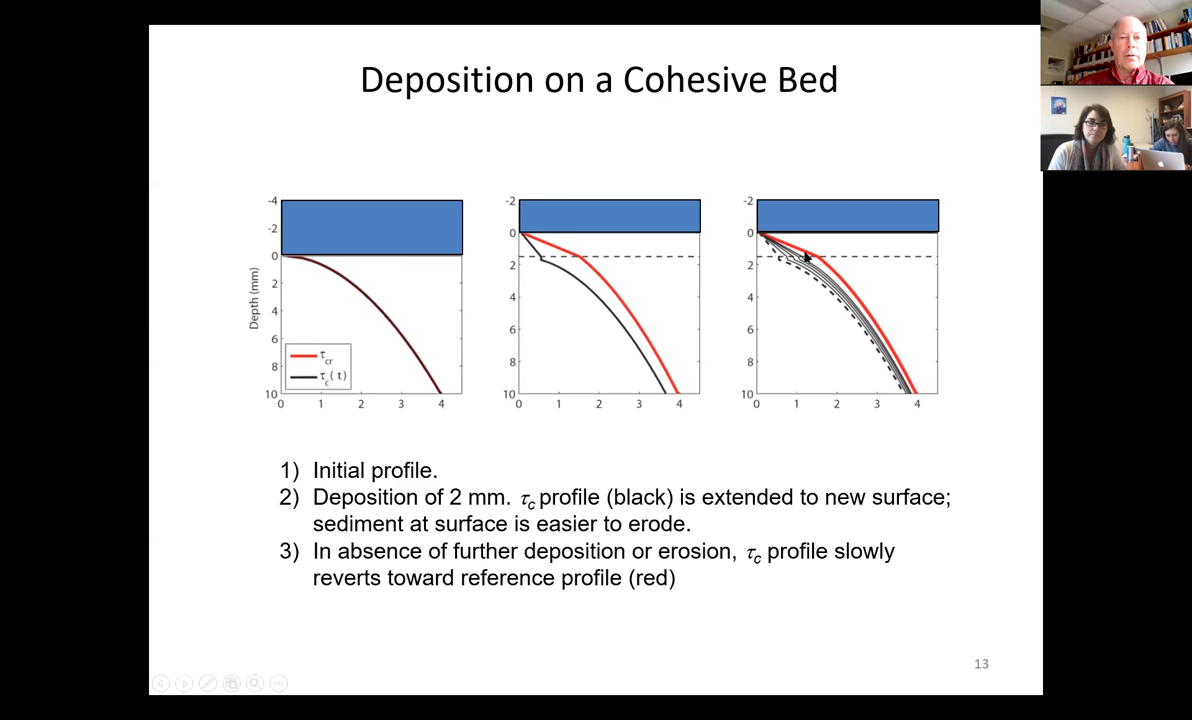 Deposition on a Cohesive Bed
-4
-2
0
2
4
6
8
10
Depth (mm)
τcr
τc( t)
0 1 2 3 4
-2
0
2
4
6
8
10
0 1 2 3 4
-2
0
2
4
6
8
10
0 1 2 3 4
1) Initial profile.
2) Deposition of 2 mm. τc profile (black) is extended to new surface;
sediment at surface is easier to erode.
3) In absence of further deposition or erosion, τc profile slowly
reverts toward reference profile (red)
13